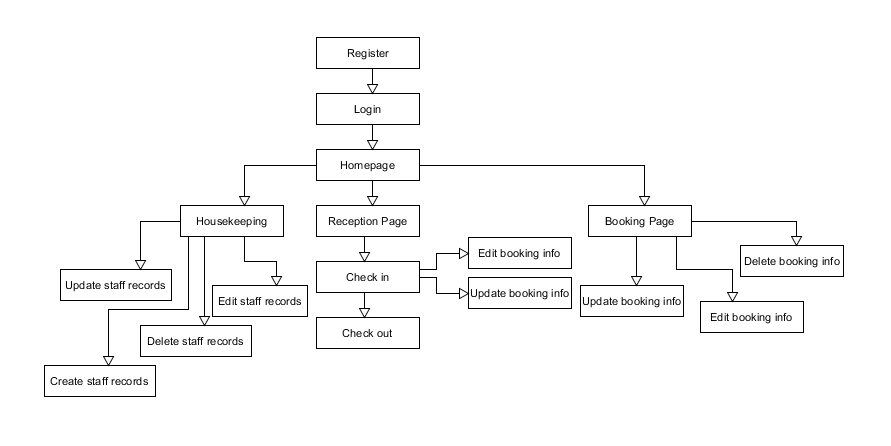 Register
Login
Homepage
Housekeeping
Reception Page
Booking Page
Edit booking info
Delete booking info
Check in
Update staff records
Update booking info
Edit staff records
Update booking info
Edit booking info
Check out
Delete staff records
Create staff records